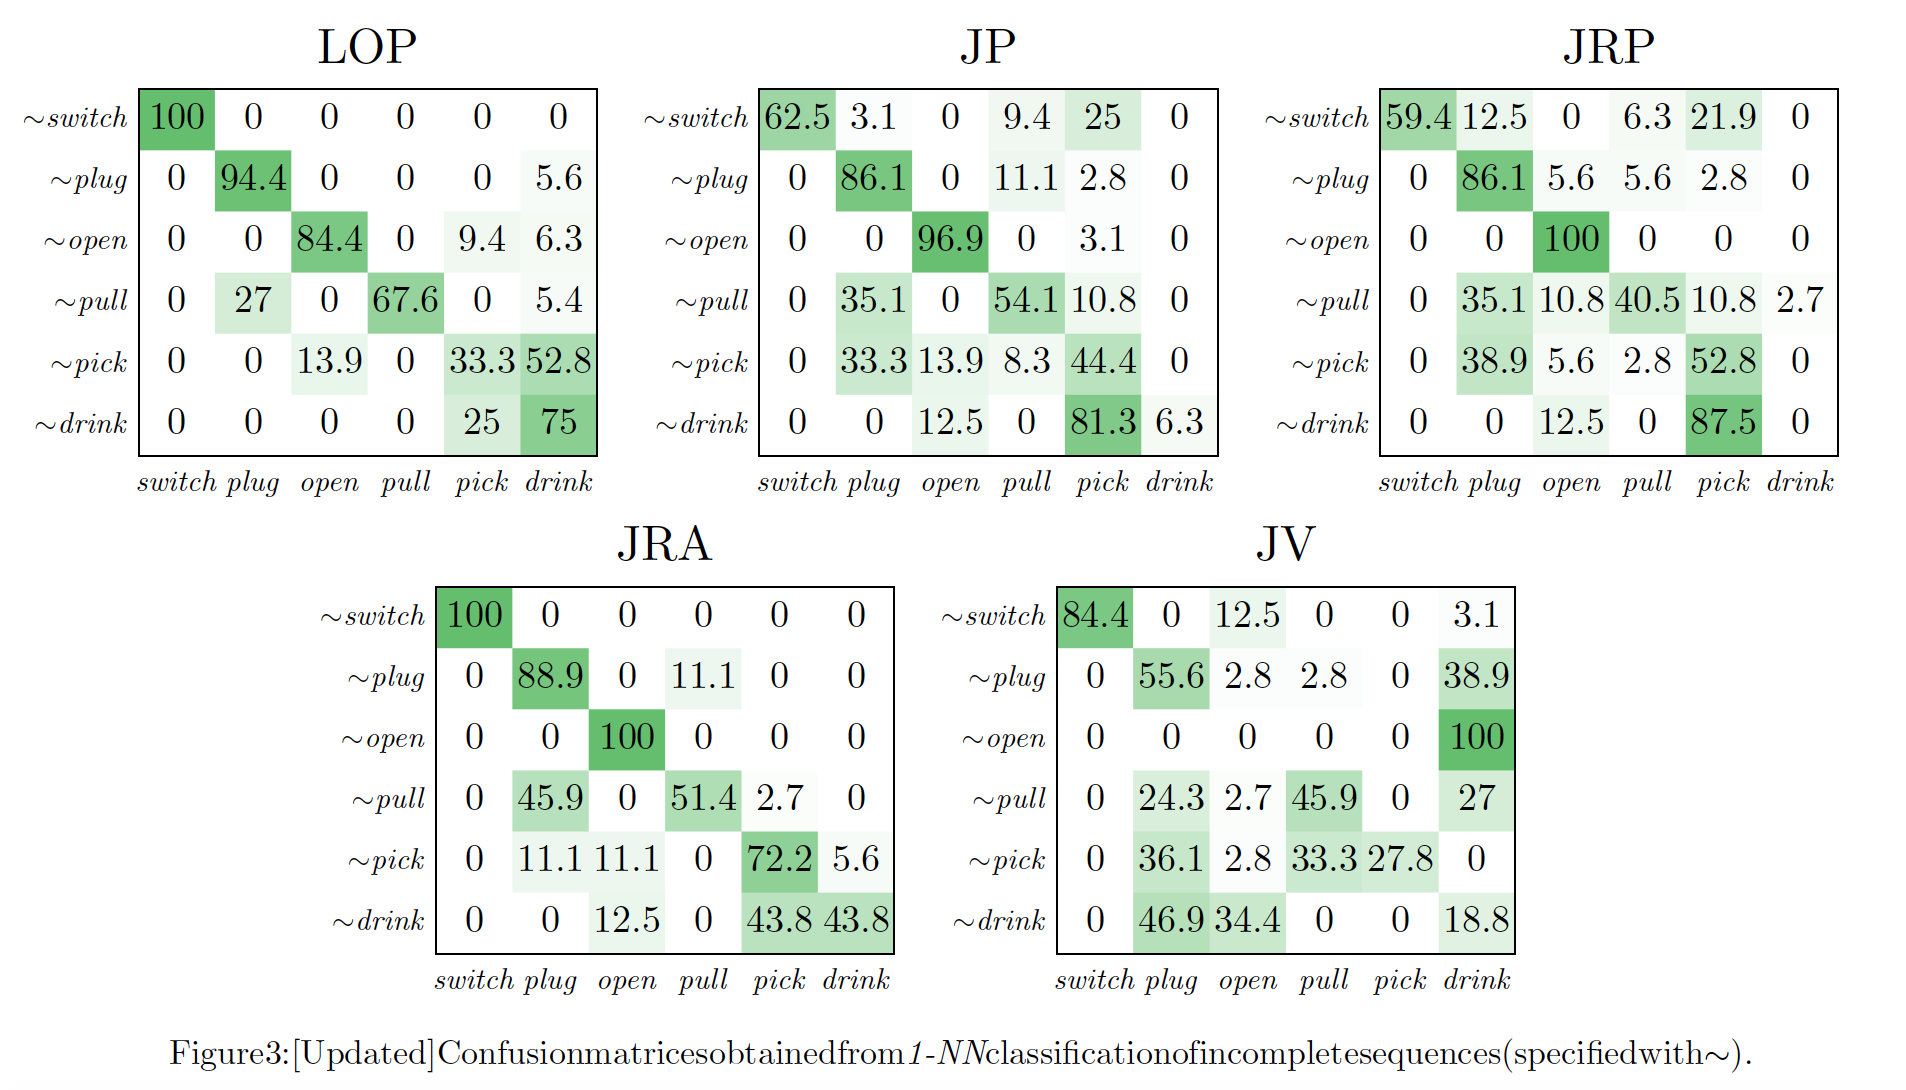 LOP JP JRP
~switch 100 0 0 0 0 0 ~switch 62.5 3.1 0 9.4 25 0 ~switch 59.4 12.5 0 6.3 21.9 0
~plug 0 94.4 0 0 0 5.6 ~plug 0 86.1 0 11.1 2.8 0 ~plug 0 86.1 5.6 5.6 2.8 0
~open 0 0 84.4 0 9.4 6.3 ~open 0 0 96.9 0 3.1 0 ~open 0 0 100 0 0 0
~pull 0 27 0 67.6 0 5.4 ~pull 0 35.1 0 54.1 10.8 0 ~pull 0 35.1 10.8 40.5 10.8 2.7
~pick 0 0 13.9 0 33.3 52.8 ~pick 0 33.3 13.9 8.3 44.4 0 ~pick 0 38.9 5.6 2.8 52.8 0
~drink 0 0 0 0 25 75 ~drink 0 0 12.5 0 81.3 6.3 ~drink 0 0 12.5 0 87.5 0
switch plug open pull pick drink switch plug open pull pick drink switch plug open pull pick drink
JRA JV
~switch 100 0 0 0 0 0 ~switch 84.4 0 12.5 0 0 3.1
~plug 0 88.9 0 11.1 0 0 ~plug 0 55.6 2.8 2.8 0 38.9
~open 0 0 100 0 0 0 ~open 0 0 0 0 0 100
~pull 0 45.9 0 51.4 2.7 0 ~pull 0 24.3 2.7 45.9 0 27
~pick 0 11.1 11.1 0 72.2 5.6 ~pick 0 36.1 2.8 33.3 27.8 0
~drink 0 0 12.5 0 43.8 43.8 ~drink 0 46.9 34.4 0 0 18.8
switch plug open pull pick drink switch plug open pull pick drink
Figure3:[Updated]Confusionmatricesobtainedfrom1-NNclassificationofincompletesequences(specifiedwith~).